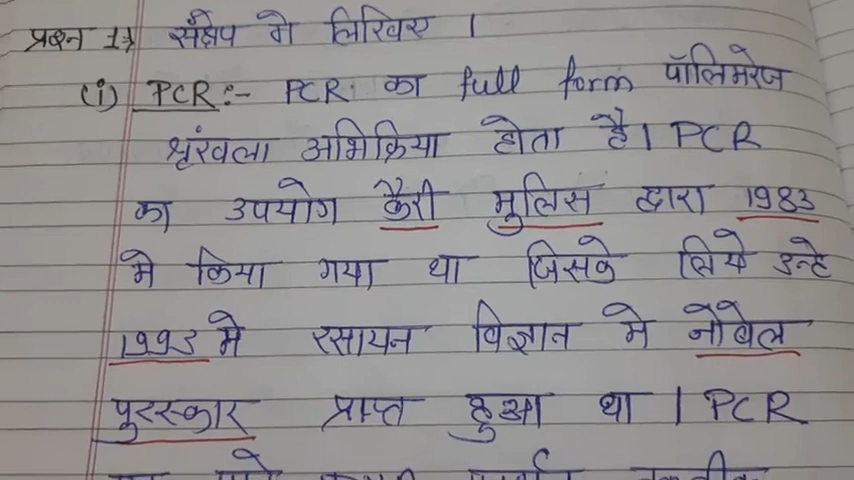 प्रश्न 1→ संक्षेप मे लिखिए ।
(i) PCR:- PCR का full form पॉलिमरेज
श्रृंखला अभिक्रिया होता है। PCR
का उपयोग कैरी मुलिस द्वारा 1983
मे किया गया था जिसके लिये उन्हे
1993 मे रसायन विज्ञान मे नोबेल
पुरस्कार प्राप्त हुआ था । PCR